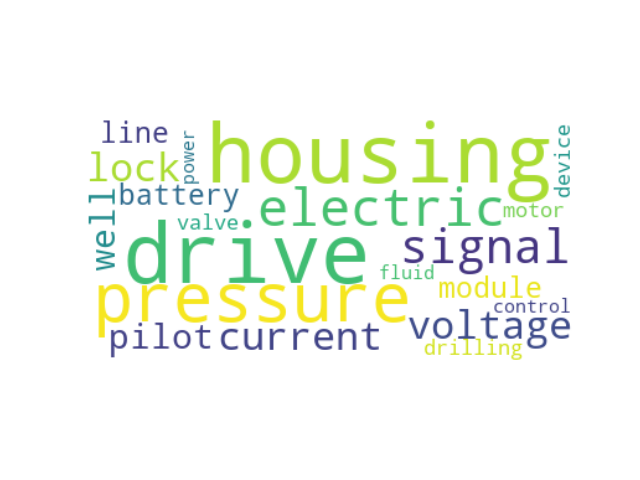 line
housing
power
device
lock
battery
well
electric
motor
valve
drive
signal
fluid
pressure
module
control
pilot
current
voltage
drilling